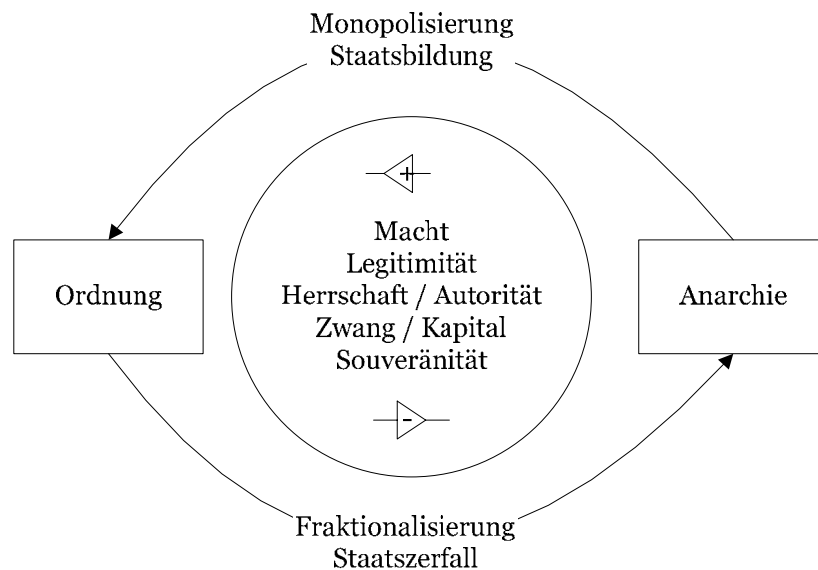 Monopolisierung
Staatsbildung
+
Macht
Legitimität
Ordnung
Herrschaft / Autorität
Anarchie
Zwang / Kapital
Souveränität
-
Fraktionalisierung
Staatszerfall